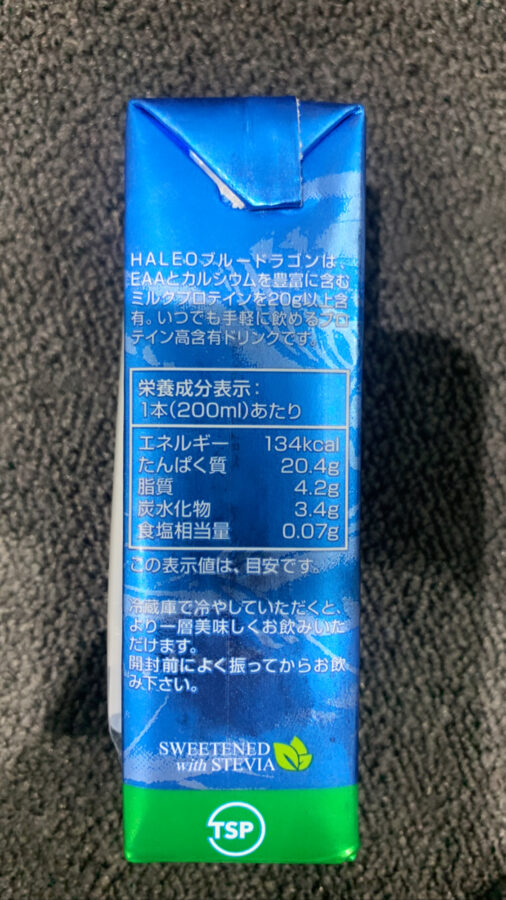 HALEOブルードラゴンは、
EAAとカルシウムを豊富に含む
ミルクプロテインを20g以上含
有。いつでも手軽に飲めるプロ
テイン高含有ドリンクです。
栄養成分表示：
1本(200ml)あたり
エネルギー 134kcal
たんぱく質 20.4g
脂質 4.2g
炭水化物 3.4g
食塩相当量 0.07g
この表示値は、目安です。
冷蔵庫で冷やしていただくと、
より一層美味しくお飲みいた
だけます。
開封前によく振ってからお飲
み下さい。
SWEETENED
with STEVIA
TSP